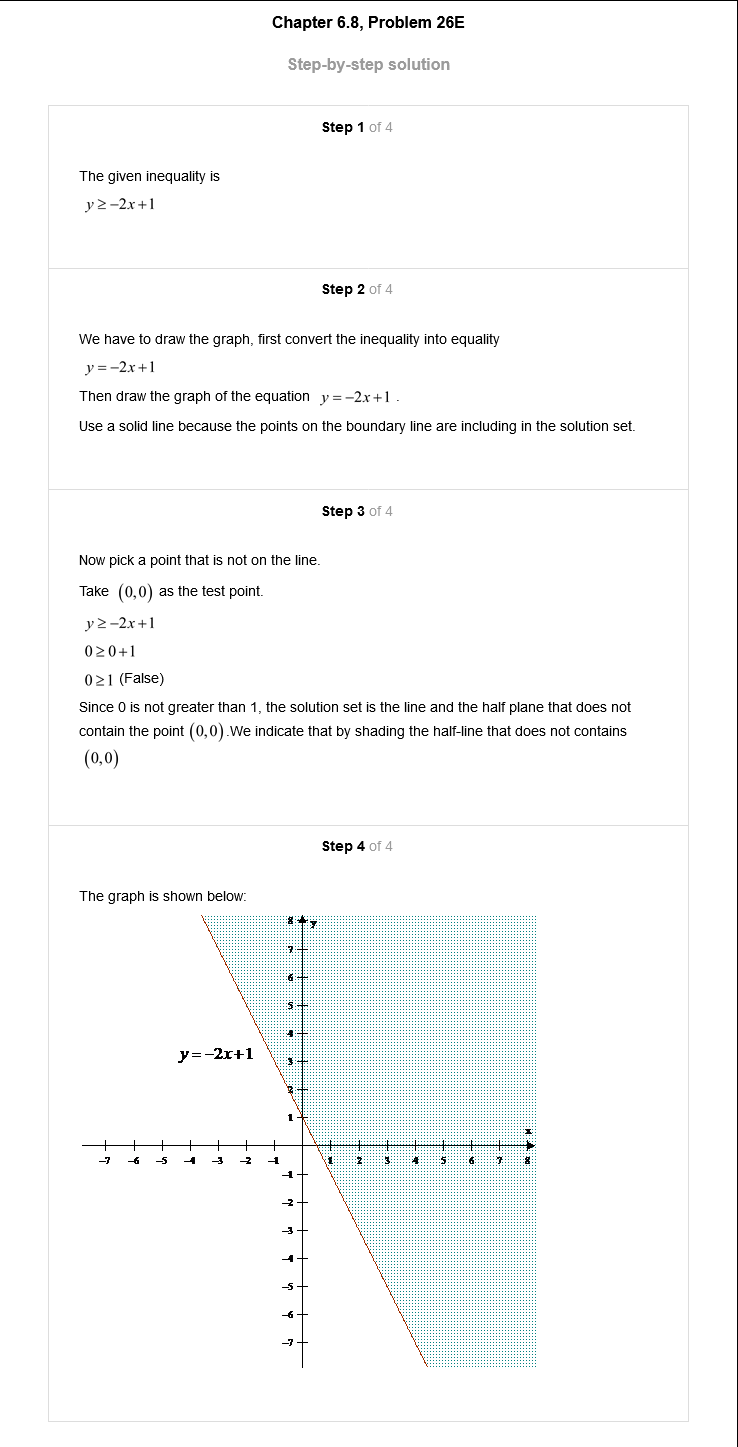 Chapter 6.8, Problem 26E
Step-by-step solution
Step 1 of 4
The given inequality is
y ≥ −2x+1
Step 2 of 4
We have to draw the graph, first convert the inequality into equality
y = −2x+1
Then draw the graph of the equation y = −2x+1 .
Use a solid line because the points on the boundary line are including in the solution set.
Step 3 of 4
Now pick a point that is not on the line.
Take (0,0) as the test point.
y ≥ −2x+1
0 ≥ 0+1
0 ≥ 1 (False)
Since 0 is not greater than 1, the solution set is the line and the half plane that does not
contain the point (0,0).We indicate that by shading the half-line that does not contains
(0,0)
Step 4 of 4
The graph is shown below:
8 y
7
6
5
4
y=−2x+1
3
2
1
x
−7 −6 −5 −4 −3 −2 −1 1 2 3 4 5 6 7 8
−1
−2
−3
−4
−5
−6
−7